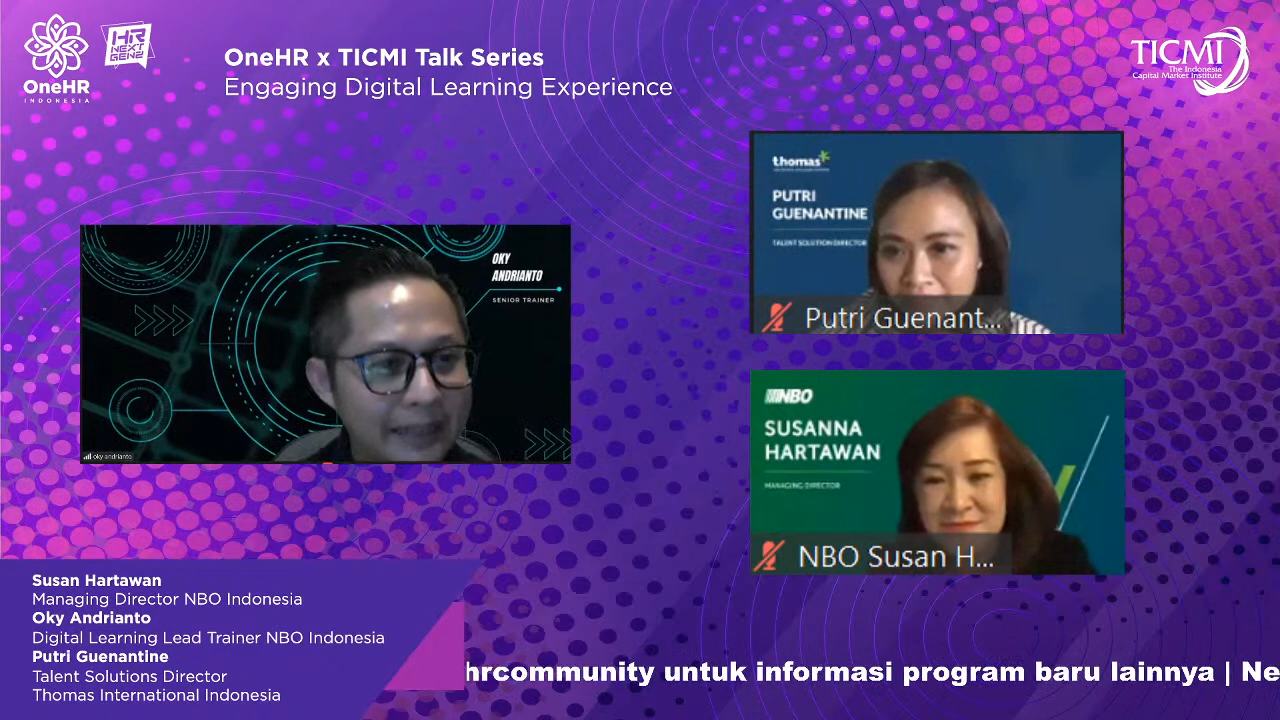 OneHR
INDONESIA
HR
NEXT
GEN
OneHR x TICMI Talk Series
Engaging Digital Learning Experience
TICMI
The Indonesia
Capital Market Institute
OKY
ANDRIANTO
SENIOR TRAINER
oky andrianto
thomas
PUTRI
GUENANTINE
TALENT SOLUTION DIRECTOR
Putri Guenant...
NBO
SUSANNA
HARTAWAN
MANAGING DIRECTOR
NBO Susan H...
Susan Hartawan
Managing Director NBO Indonesia
Oky Andrianto
Digital Learning Lead Trainer NBO Indonesia
Putri Guenantine
Talent Solutions Director
Thomas International Indonesia
hrcommunity untuk informasi program baru lainnya | Ne